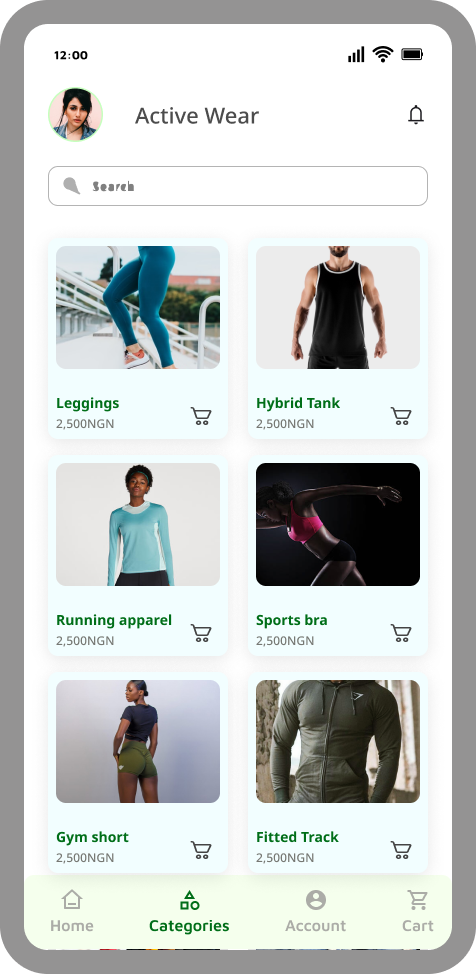 12:00
Active Wear
Search
Leggings
2,500NGN
Hybrid Tank
2,500NGN
Running apparel
2,500NGN
Sports bra
2,500NGN
Gym short
2,500NGN
Fitted Track
2,500NGN
Home
Categories
Account
Cart